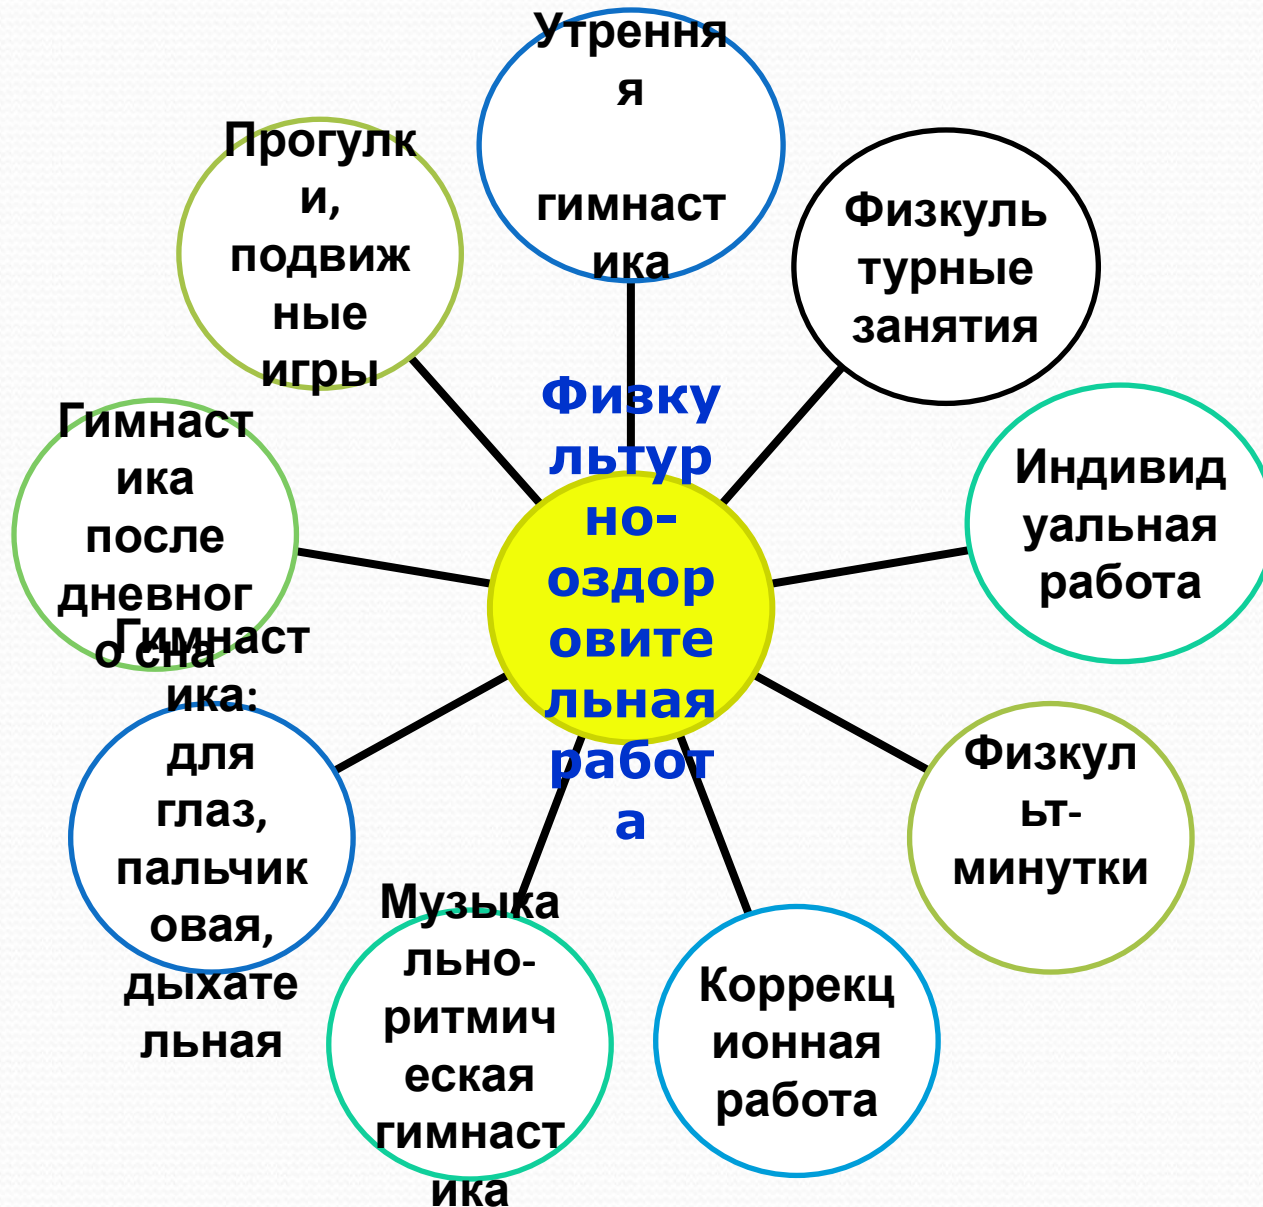 Утрення
я
гимнаст
ика
Физкуль
турные
занятия
Индивид
уальная
работа
Физкул
ьт-
минутки
Коррекц
ионная
работа
Музыка
льно-
ритмич
еская
гимнаст
ика
Гимнаст
ика:
для
глаз,
пальчик
овая,
дыхате
льная
Гимнаст
ика
после
дневног
о сна
Прогулк
и,
подвиж
ные
игры
Физку
льтур
но-
оздор
овите
льная
работ
а